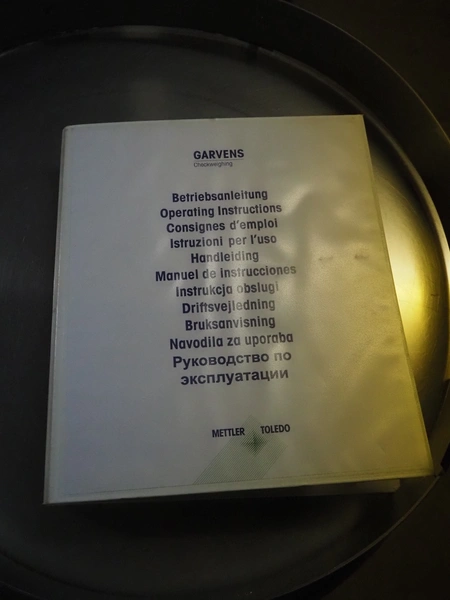 GARVENS
Checkweighing
Betriebsanleitung
Operating Instructions
Consignes d'emploi
Istruzioni per l'uso
Handleiding
Manuel de instrucciones
Instrukcja obslugi
Driftsvejledning
Bruksanvisning
Navodila za uporaba
Руководство по
эксплуатации
METTLER TOLEDO